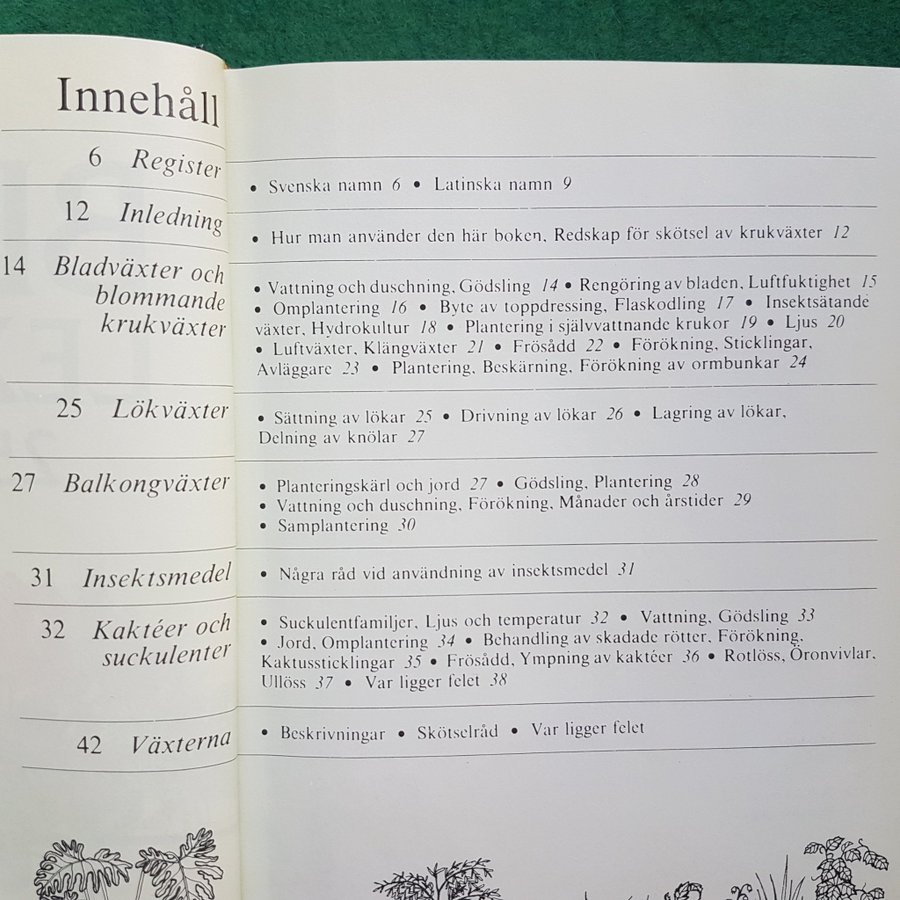 Innehåll
6 Register
• Svenska namn 6 • Latinska namn 9
12 Inledning
• Hur man använder den här boken, Redskap för skötsel av krukväxter 12
14 Bladväxter och
blommande
krukväxter
• Vattning och duschning, Gödsling 14 • Rengöring av bladen, Luftfuktighet 15
• Omplantering 16 • Byte av toppdressing, Flaskodling 17 • Insektsätande
växter, Hydrokultur 18 • Plantering i självvattnande krukor 19 • Ljus 20
• Luftväxter, Klängväxter 21 • Frösådd 22 • Förökning, Sticklingar,
Avläggare 23 • Plantering, Beskärning, Förökning av ormbunkar 24
25 Lökväxter
• Sättning av lökar 25 • Drivning av lökar 26 • Lagring av lökar,
Delning av knölar 27
27 Balkongväxter
• Planteringskärl och jord 27 • Gödsling, Plantering 28
• Vattning och duschning, Förökning, Månader och årstider 29
• Samplantering 30
31 Insektsmedel
• Några råd vid användning av insektsmedel 31
32 Kaktéer och
suckulenter
• Suckulentfamiljer, Ljus och temperatur 32 • Vattning, Gödsling 33
• Jord, Omplantering 34 • Behandling av skadade rötter, Förökning,
Kaktussticklingar 35 • Frösådd, Ympning av kaktéer 36 • Rotlöss, Öronvivlar,
Ullöss 37 • Var ligger felet 38
42 Växterna
• Beskrivningar • Skötselråd • Var ligger felet